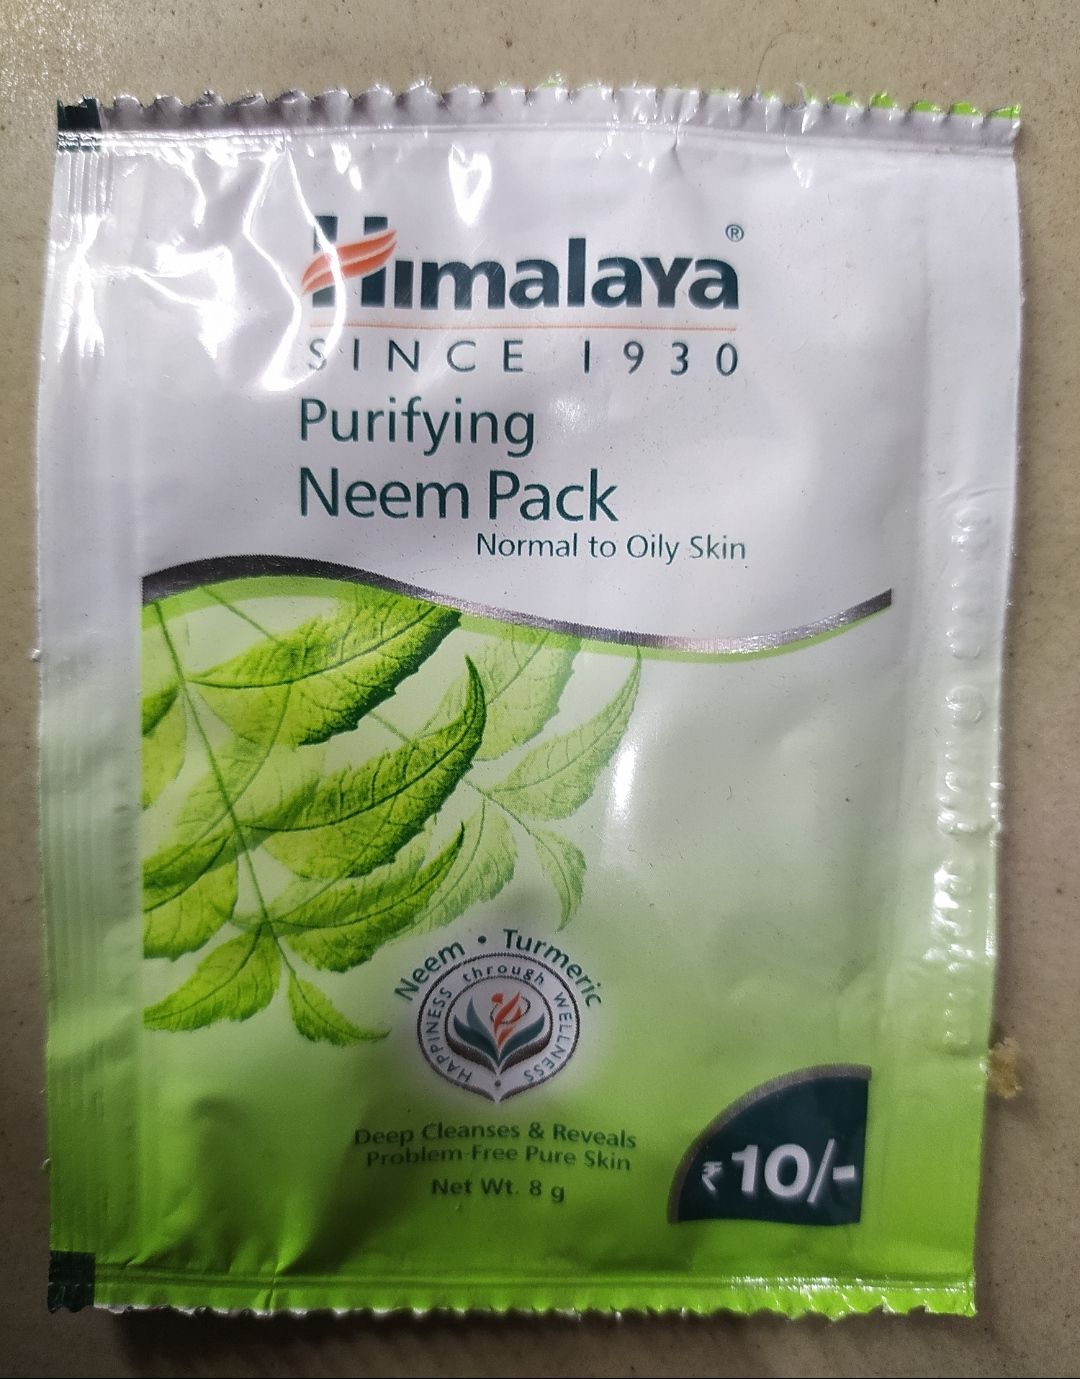 Himalaya®
SINCE 1930
Purifying
Neem Pack
Normal to Oily Skin
Neem • Turmeric
HAPPINESS through WELLNESS
Deep Cleanses & Reveals
Problem-Free Pure Skin
Net Wt. 8 g
₹10/-